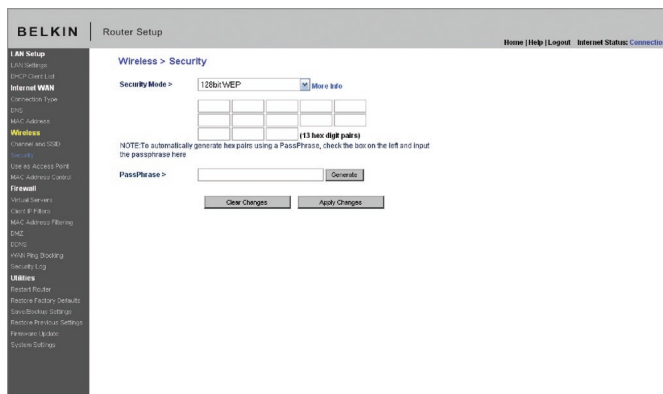 BELKIN
Router Setup
Home | Help | Logout Internet Status: Connection
LAN Setup
LAN Settings
DHCP Client List
Internet WAN
Connection Type
DNS
MAC Address
Wireless
Channel and SSID
Security
Use as Access Point
MAC Address Control
Firewall
Virtual Servers
Client IP Filters
MAC Address Filtering
DMZ
DDNS
WAN Ping Blocking
Security Log
Utilities
Restart Router
Restore Factory Defaults
Save/Backup Settings
Restore Previous Settings
Firmware Update
System Settings
Wireless > Security
Security Mode > 128bit WEP More Info
(13 hex digit pairs)
NOTE:To automatically generate hex pairs using a PassPhrase, check the box on the left and input
the passphrase here
PassPhrase > Generate
Clear Changes Apply Changes